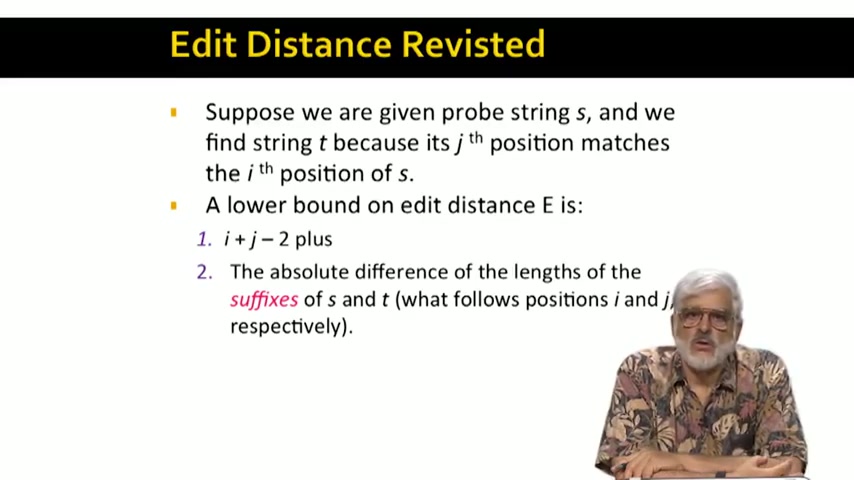 Edit Distance Revisted
Suppose we are given probe string s, and we
find string t because its j th position matches
the i th position of s.
A lower bound on edit distance E is:
1. i + j – 2 plus
2. The absolute difference of the lengths of the
suffixes of s and t (what follows positions i and j,
respectively).